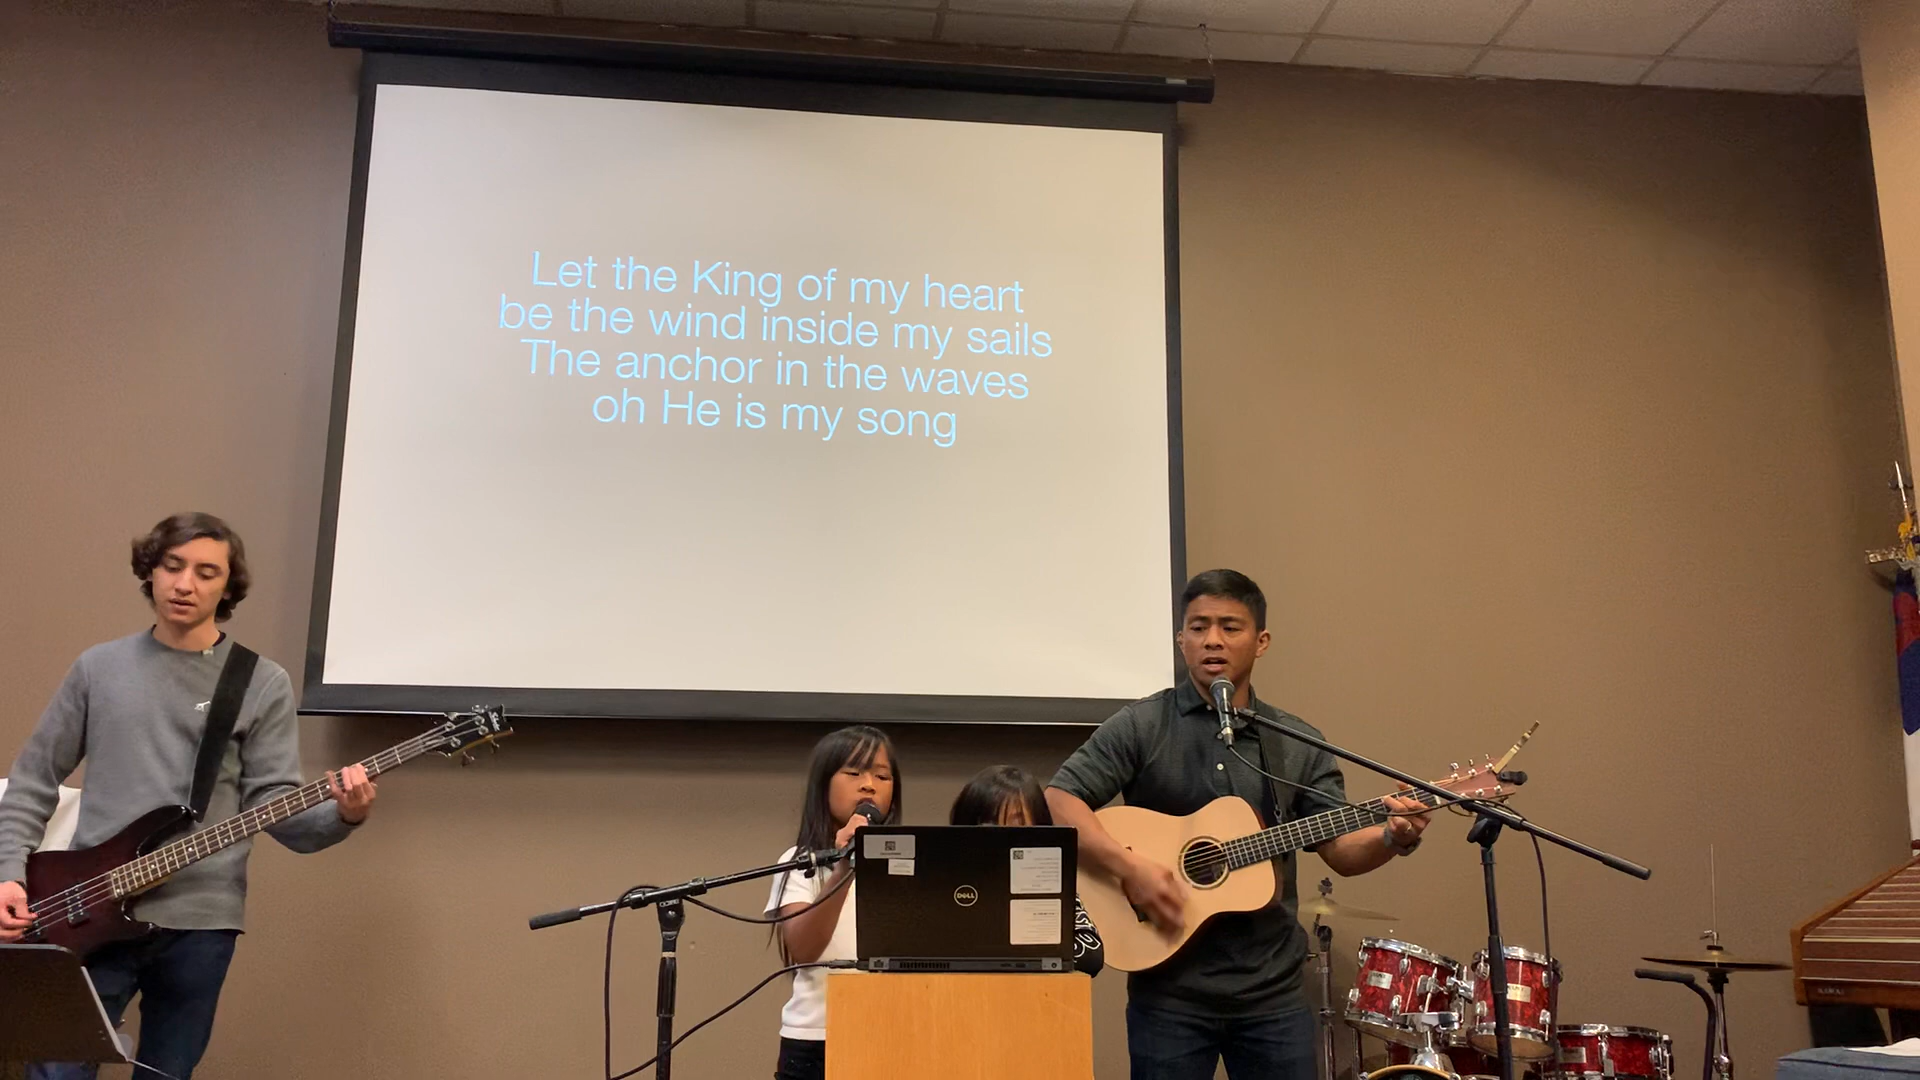 Let the King of my heart
be the wind inside my sails
The anchor in the waves
oh He is my song
DELL